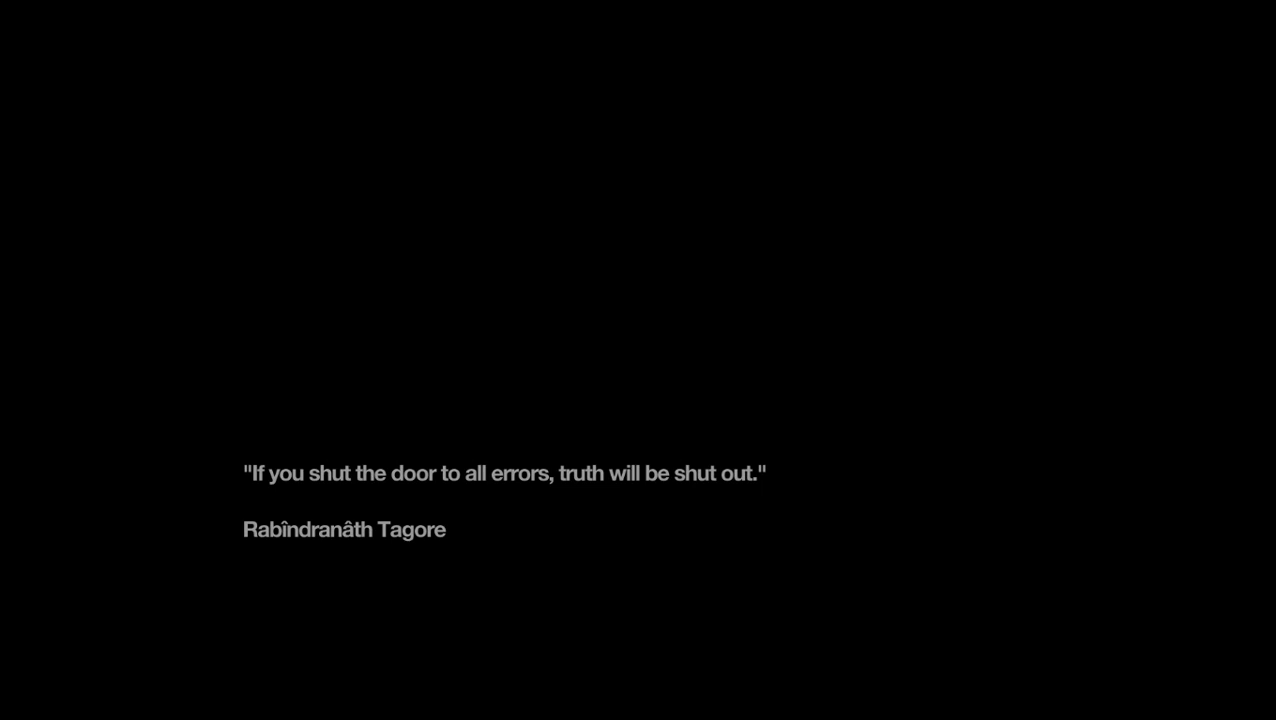 "If you shut the door to all errors, truth will be shut out."
Rabîndranâth Tagore